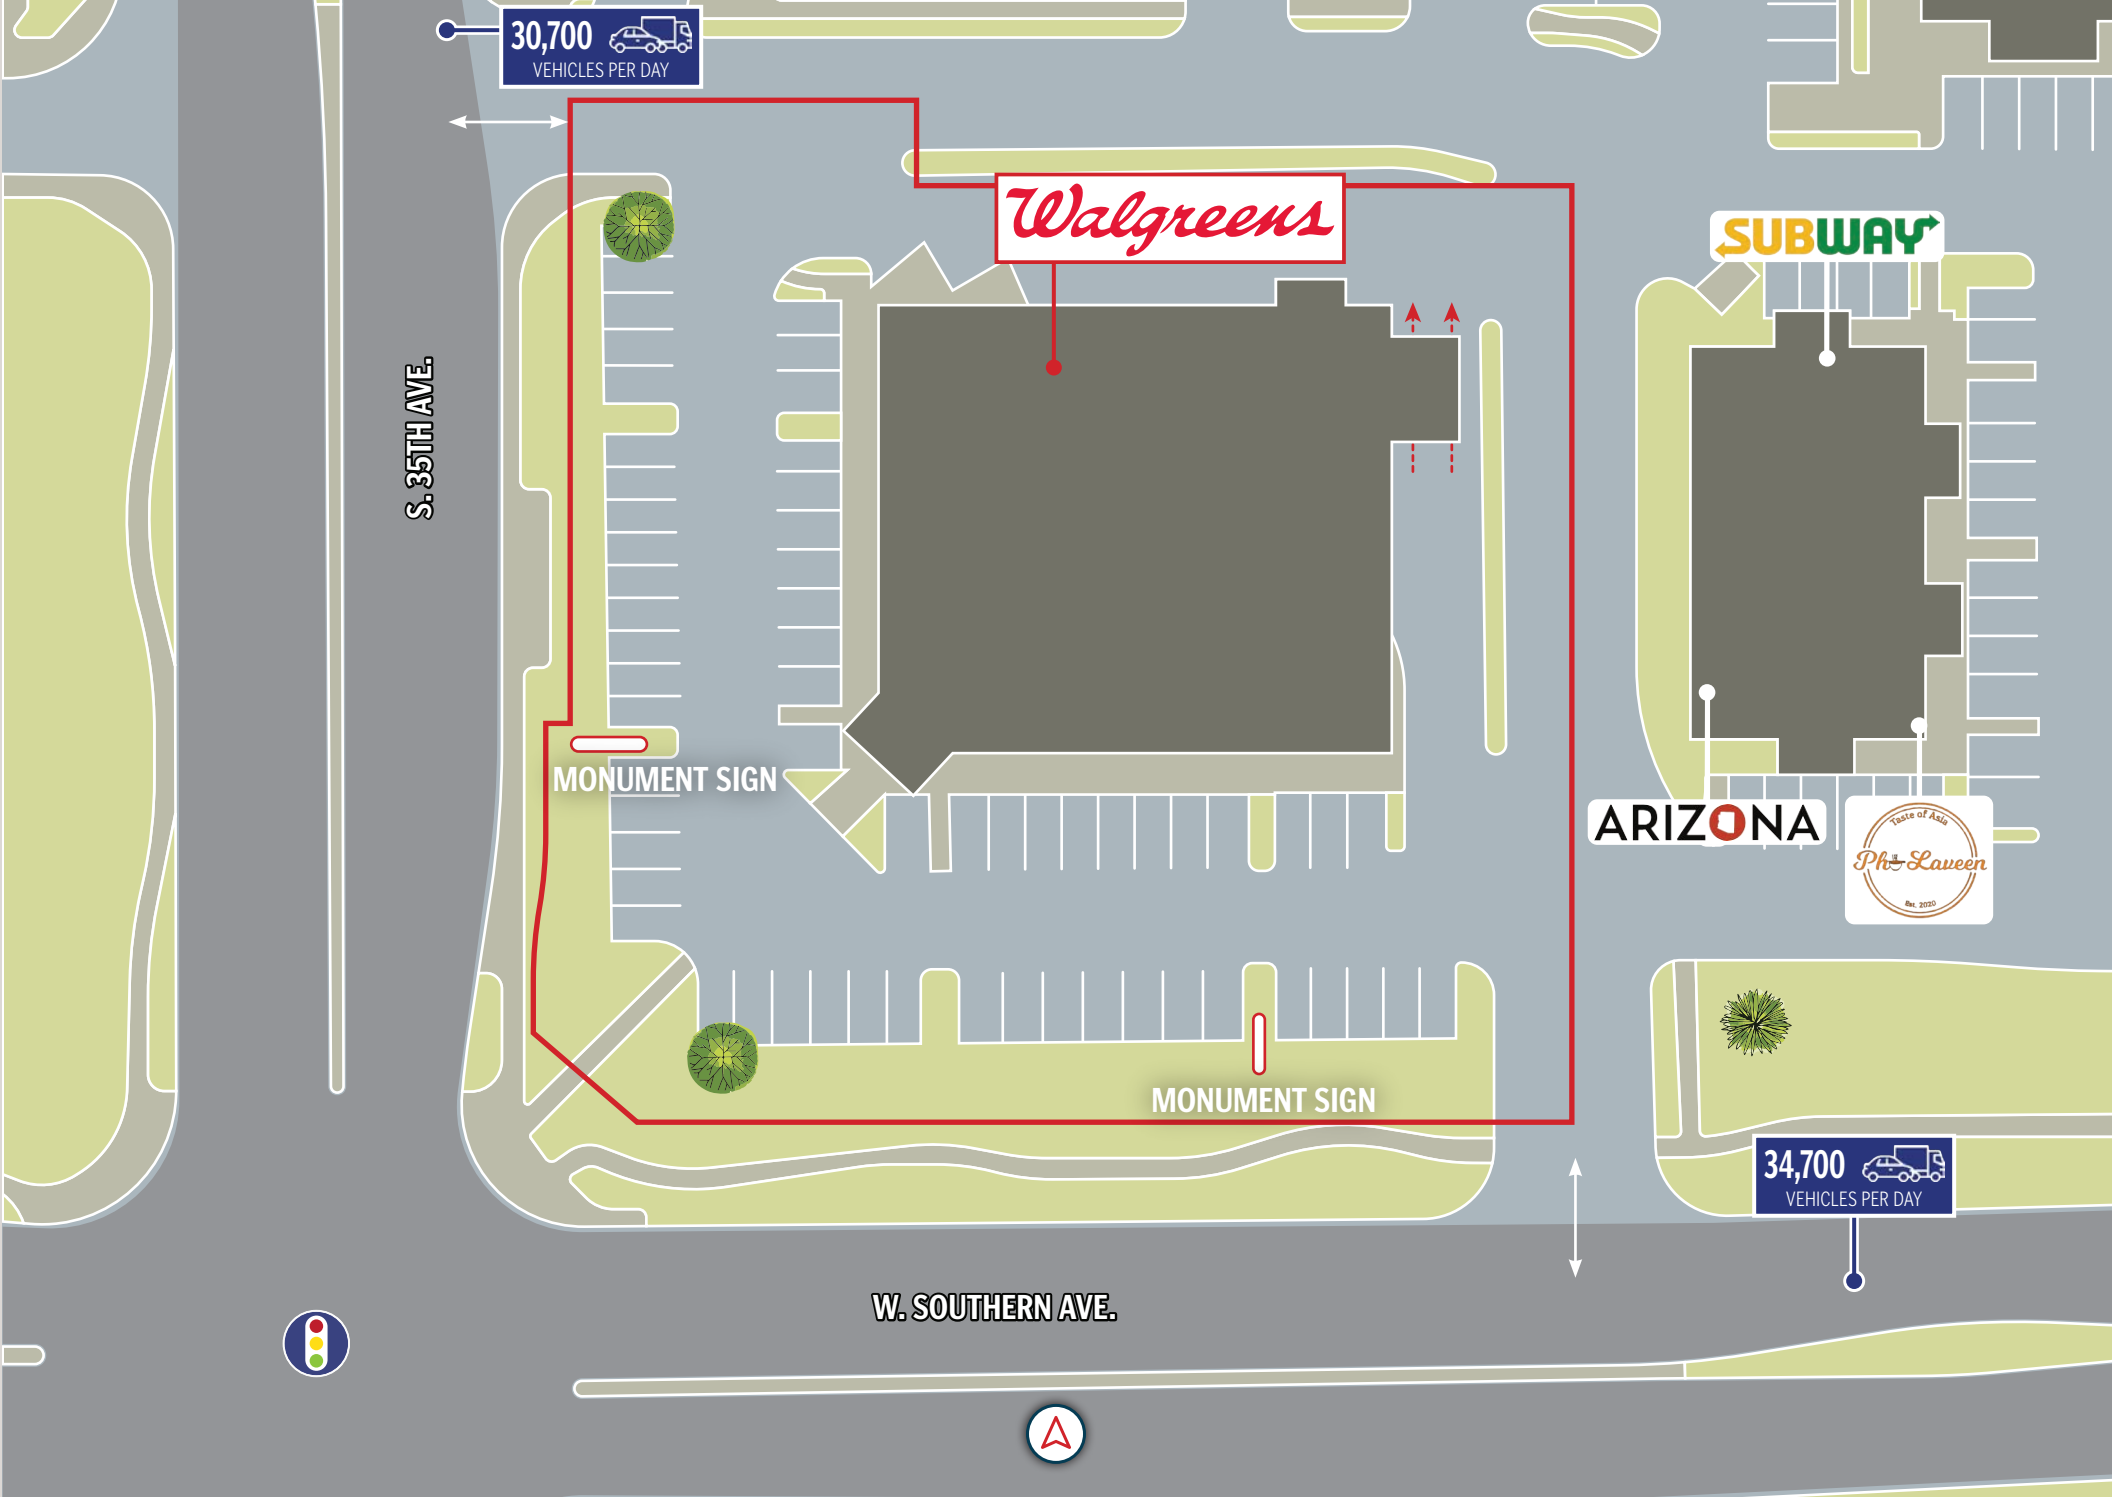 30,700
VEHICLES PER DAY
Walgreens
SUBWAY
S. 35TH AVE.
MONUMENT SIGN
ARIZONA
Taste of Asia
Pho Laveen
Est. 2020
MONUMENT SIGN
34,700
VEHICLES PER DAY
W. SOUTHERN AVE.